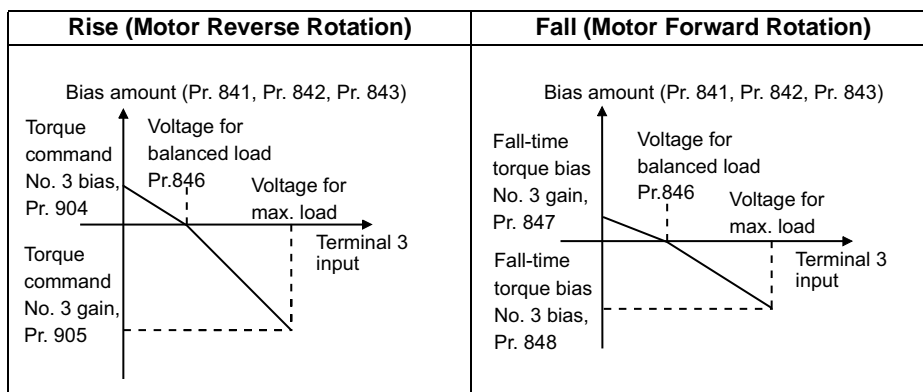 Rise (Motor Reverse Rotation)
Fall (Motor Forward Rotation)
Bias amount (Pr. 841, Pr. 842, Pr. 843)
Torque
command
No. 3 bias,
Pr. 904
Voltage for
balanced load
Pr.846
Voltage for
max. load
Terminal 3
input
Torque
command
No. 3 gain,
Pr. 905
Bias amount (Pr. 841, Pr. 842, Pr. 843)
Fall-time
torque bias
No. 3 gain,
Pr. 847
Voltage for
balanced load
Pr.846
Voltage for
max. load
Terminal 3
input
Fall-time
torque bias
No. 3 bias,
Pr. 848